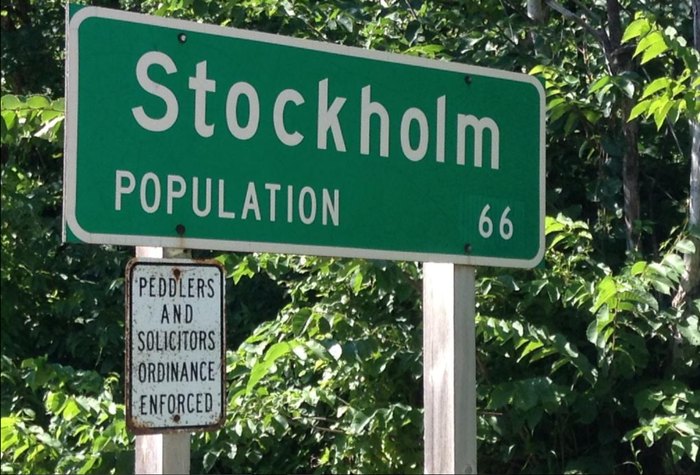 Stockholm
POPULATION 66
PEDDLERS
AND
SOLICITORS
ORDINANCE
ENFORCED